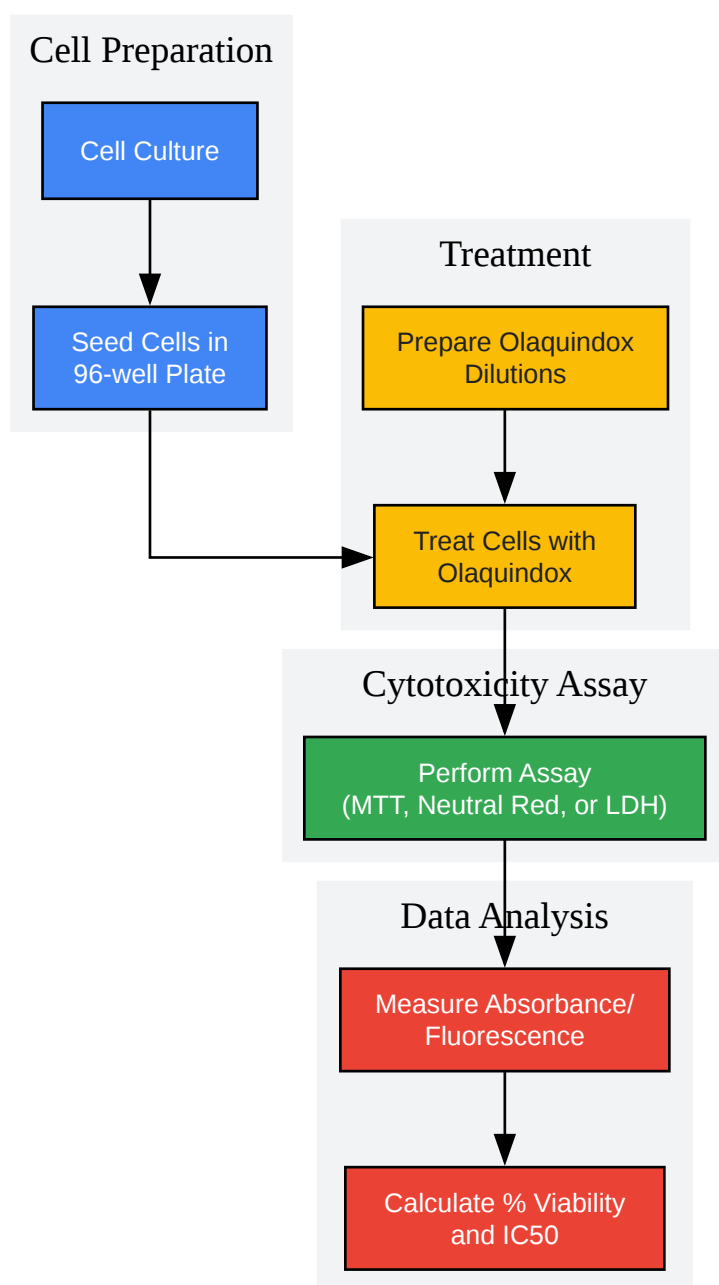 Cell Preparation
Cell Culture
Seed Cells in
96-well Plate
Treatment
Prepare Olaquindox
Dilutions
Treat Cells with
Olaquindox
Cytotoxicity Assay
Perform Assay
(MTT, Neutral Red, or LDH)
Data Analysis
Measure Absorbance/
Fluorescence
Calculate % Viability
and IC50